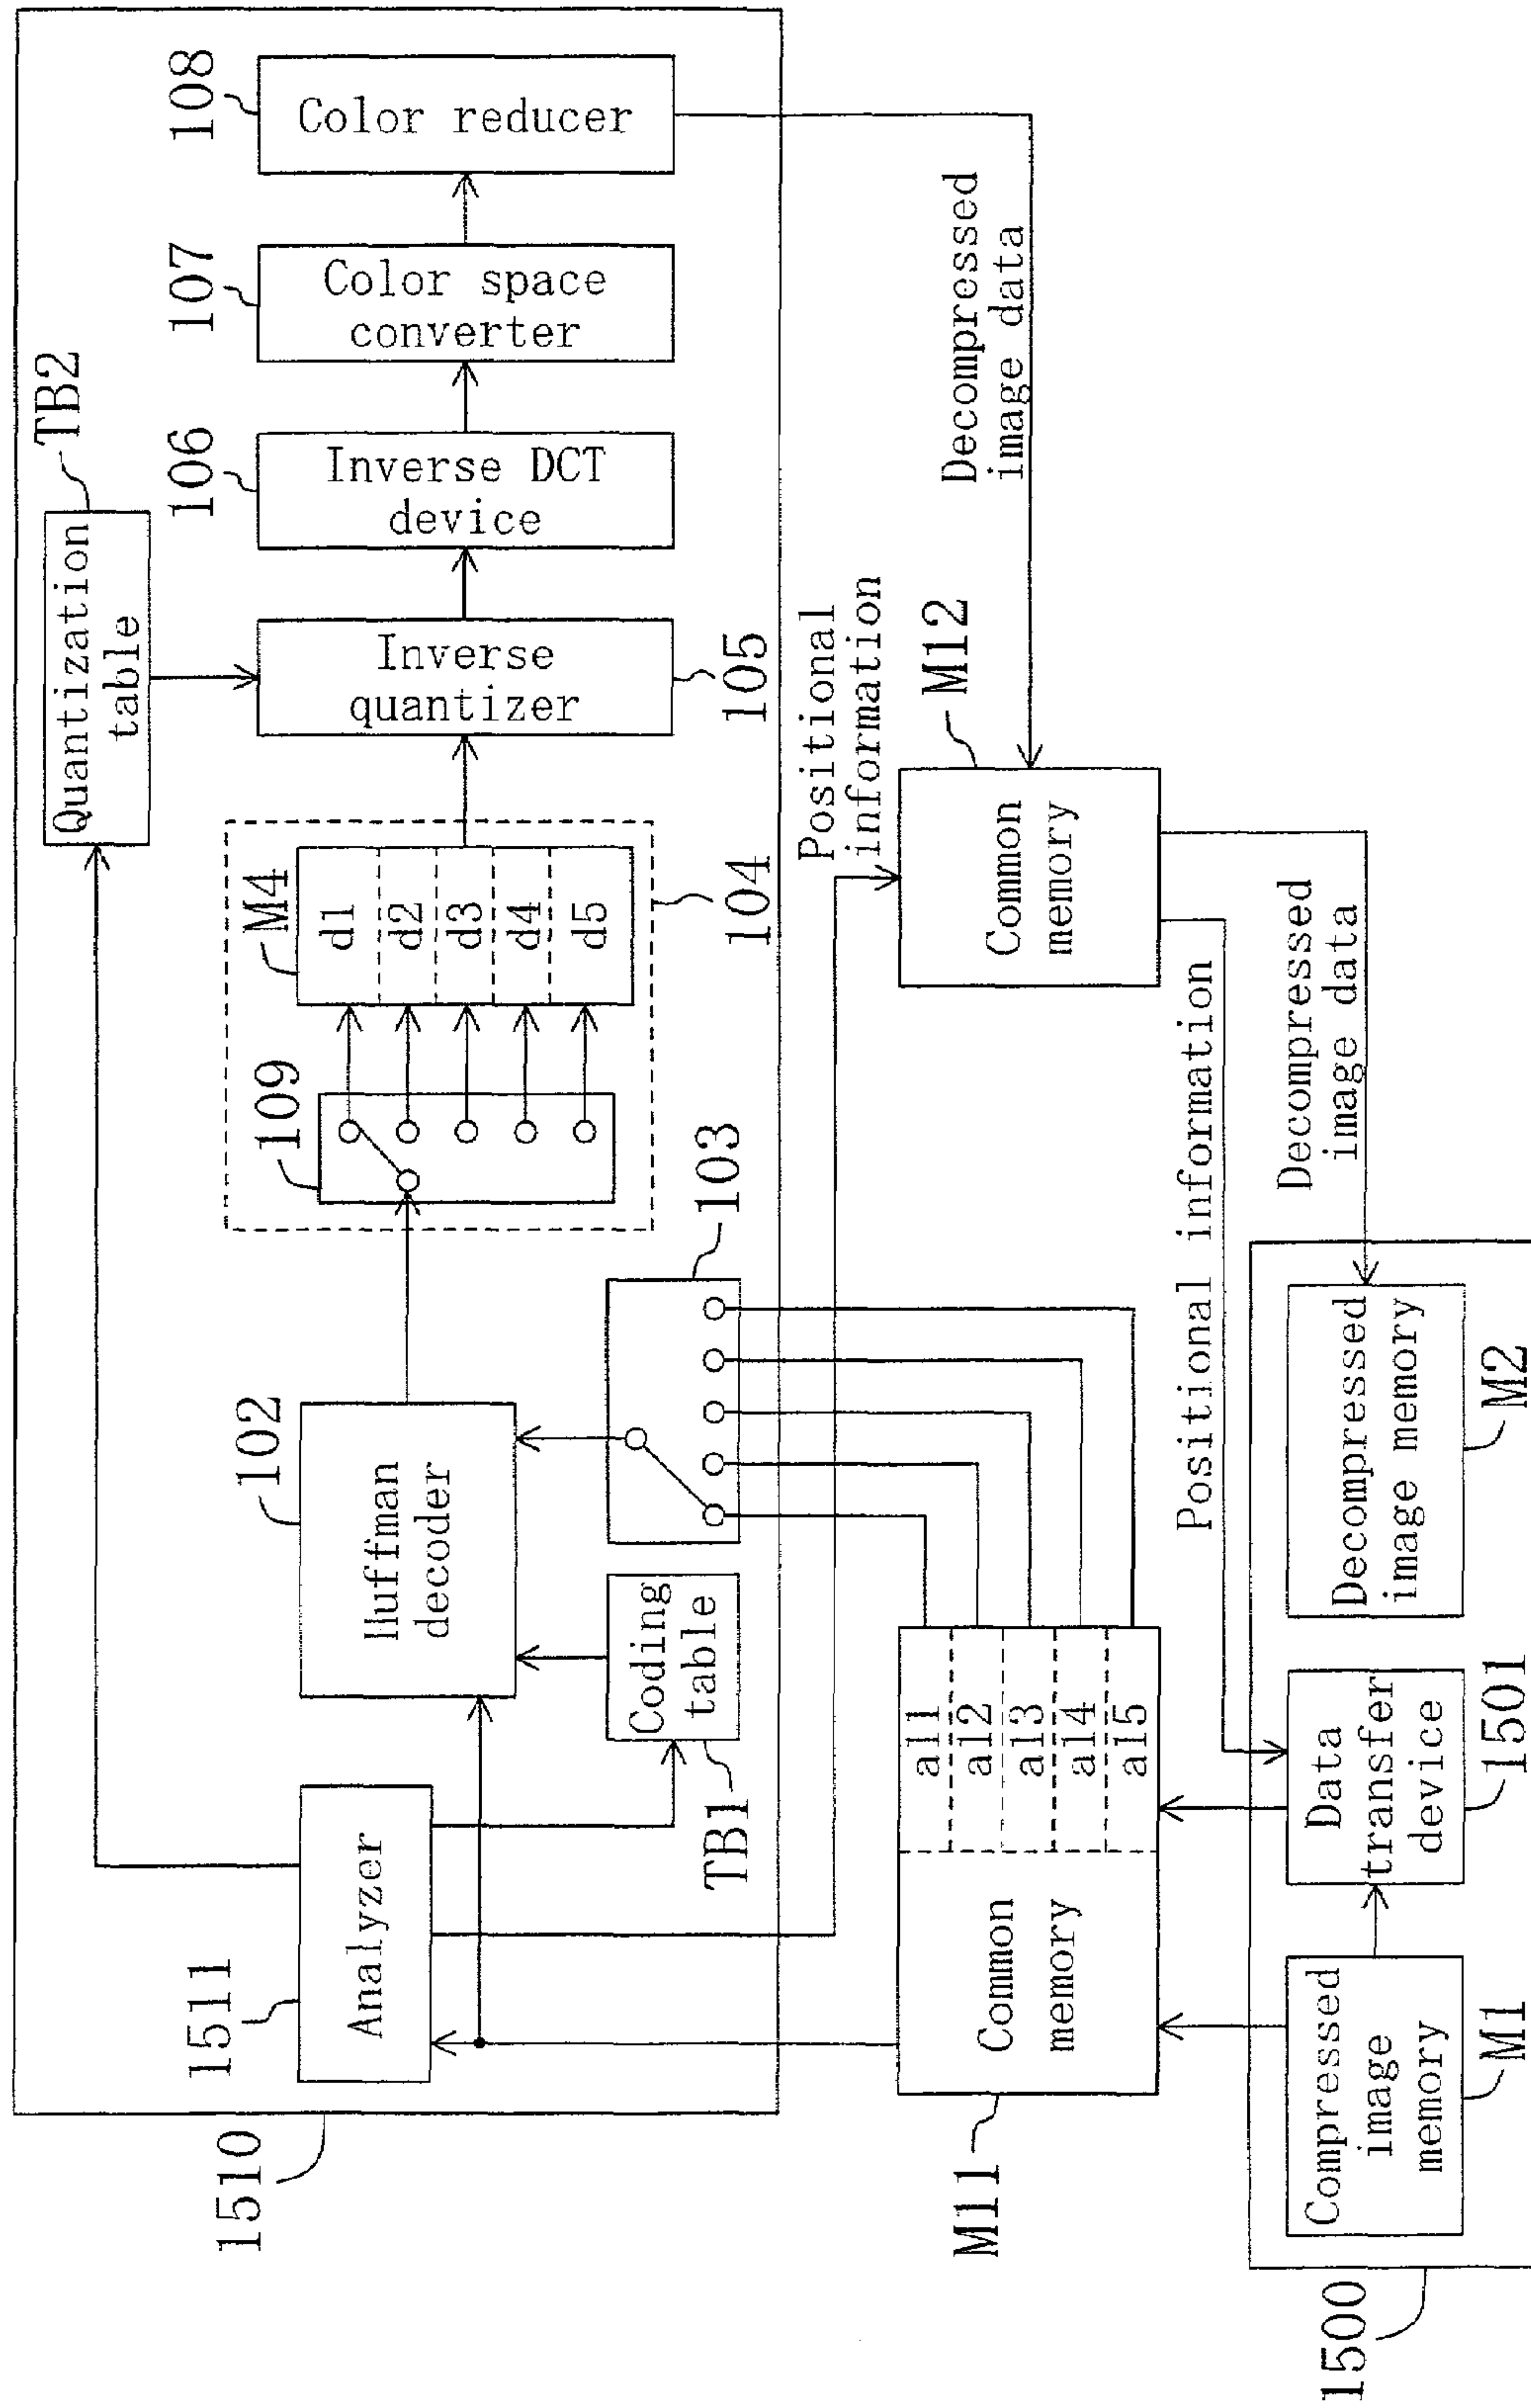 1510
1511
Analyzer
TB1
Coding
table
102
Huffman
decoder
103
109
M4
d1
d2
d3
d4
d5
104
TB2
Quantization
table
Inverse
quantizer
105
106
Inverse DCT
device
107
Color space
converter
108
Color reducer
M11
Common
memory
al1
al2
al3
al4
al5
Positional
information
M12
Common
memory
Decompressed
image data
Positional information
Decompressed
image data
1500
Compressed
image
memory
M1
Data
transfer
device
1501
Decompressed
image memory
M2